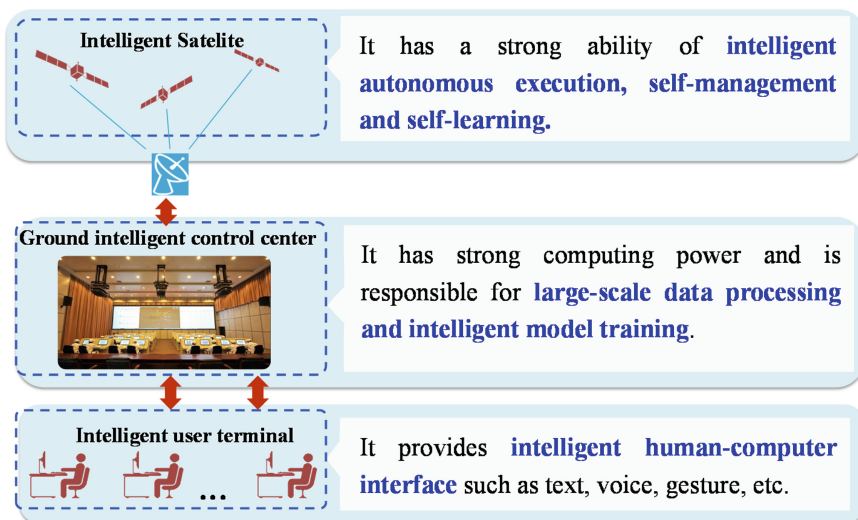 Intelligent Satelite
It has a strong ability of intelligent
autonomous execution, self-management
and self-learning.
Ground intelligent control center
It has strong computing power and is
responsible for large-scale data processing
and intelligent model training.
Intelligent user terminal
It provides intelligent human-computer
interface such as text, voice, gesture, etc.
...